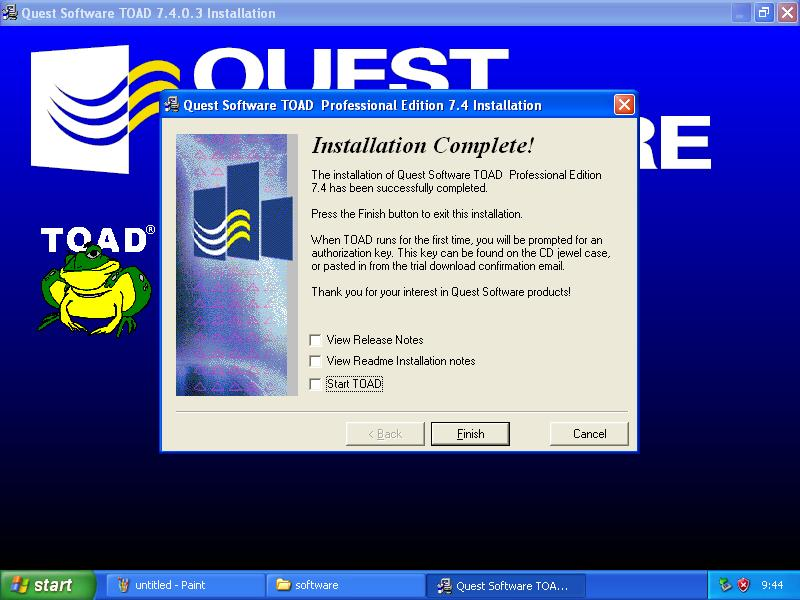 Quest Software TOAD 7.4.0.3 Installation
QUEST
Quest Software TOAD  Professional Edition 7.4 Installation
RE
Installation Complete!
The installation of Quest Software TOAD  Professional Edition
7.4 has been successfully completed.
Press the Finish button to exit this installation.
TOAD®
When TOAD runs for the first time, you will be prompted for an
authorization key. This key can be found on the CD jewel case,
or pasted in from the trial download confirmation email.
Thank you for your interest in Quest Software products!
View Release Notes
View Readme Installation notes
Start TOAD
< Back
Finish
Cancel
start
untitled - Paint
software
Quest Software TOA...
9:44